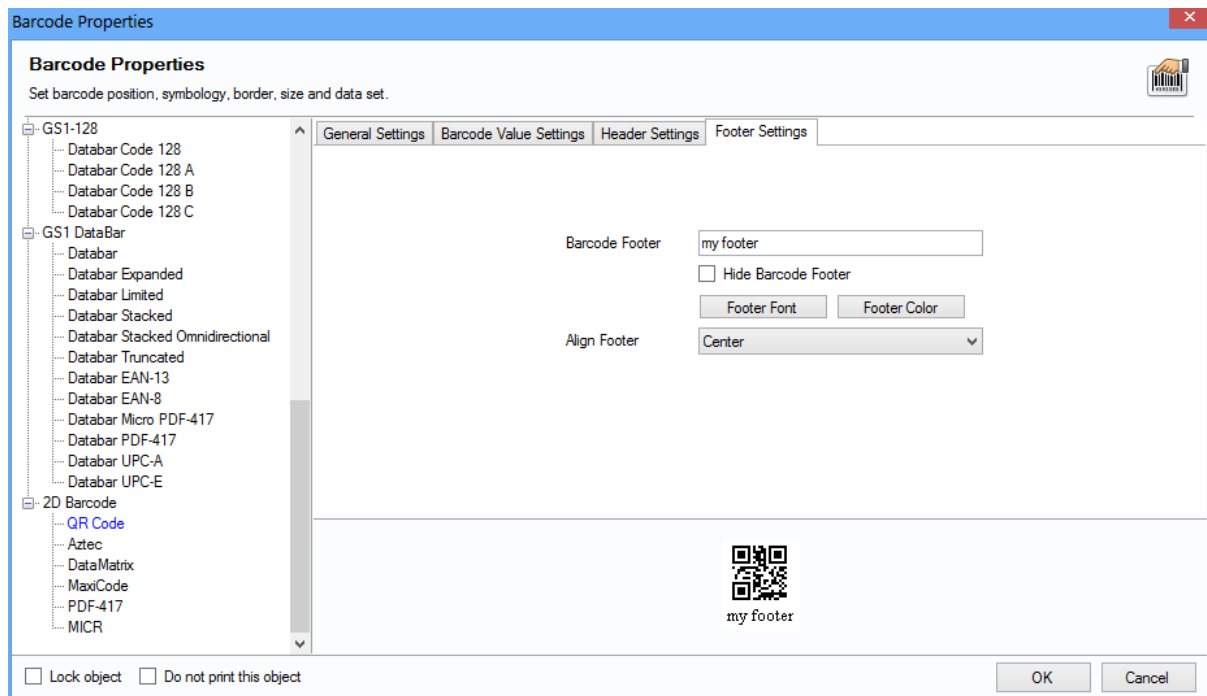 Barcode Properties
Barcode Properties
Set barcode position, symbology, border, size and data set.
GS1-128
Databar Code 128
Databar Code 128 A
Databar Code 128 B
Databar Code 128 C
GS1 DataBar
Databar
Databar Expanded
Databar Limited
Databar Stacked
Databar Stacked Omnidirectional
Databar Truncated
Databar EAN-13
Databar EAN-8
Databar Micro PDF-417
Databar PDF-417
Databar UPC-A
Databar UPC-E
2D Barcode
QR Code
Aztec
DataMatrix
MaxiCode
PDF-417
MICR
General Settings Barcode Value Settings Header Settings Footer Settings
Barcode Footer my footer
Hide Barcode Footer
Footer Font Footer Color
Align Footer Center
my footer
Lock object Do not print this object OK Cancel